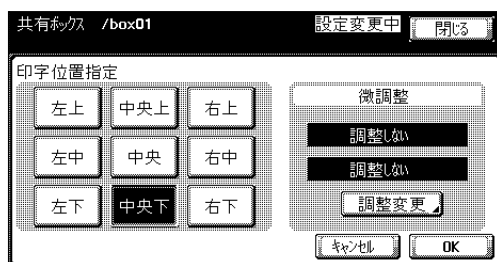 共有ボックス /box01 設定変更中 閉じる
印字位置指定
微調整
左上 中央上 右上
調整しない
左中 中央 右中
調整しない
左下 中央下 右下
調整変更
キャンセル OK